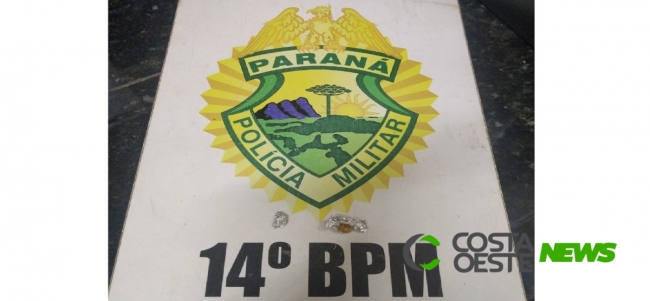 PARANÁ
POLÍCIA MILITAR
14º BPM
COSTA
OESTE NEWS